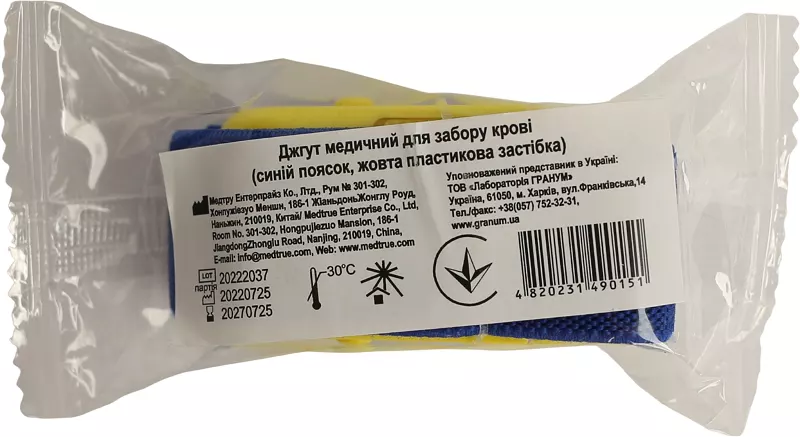 Джгут медичний для забору крові
(синій поясок, жовта пластикова застібка)
Медтру Ентерпрайз Ко., Лтд., Рум № 301-302,
Хонпужіезуо Меншн, 186-1 ЖіаньдоньЖонглу Роуд,
Наньжин, 210019, Китай/ Medtrue Enterprise Co., Ltd,
Room No. 301-302, Hongpujiezuo Mansion, 186-1
JiangdongZhonglu Road, Nanjing, 210019, China,
E-mail: info@medtrue.com, Web: www.medtrue.com
Уповноважений представник в Україні:
ТОВ «Лабораторія ГРАНУМ»
Україна, 61050, м. Харків, вул.Франківська,14
Тел./факс: +38(057) 752-32-31,
www.granum.ua
LOT
партія
20222037
20220725
20270725
30°C
4 820231 490151